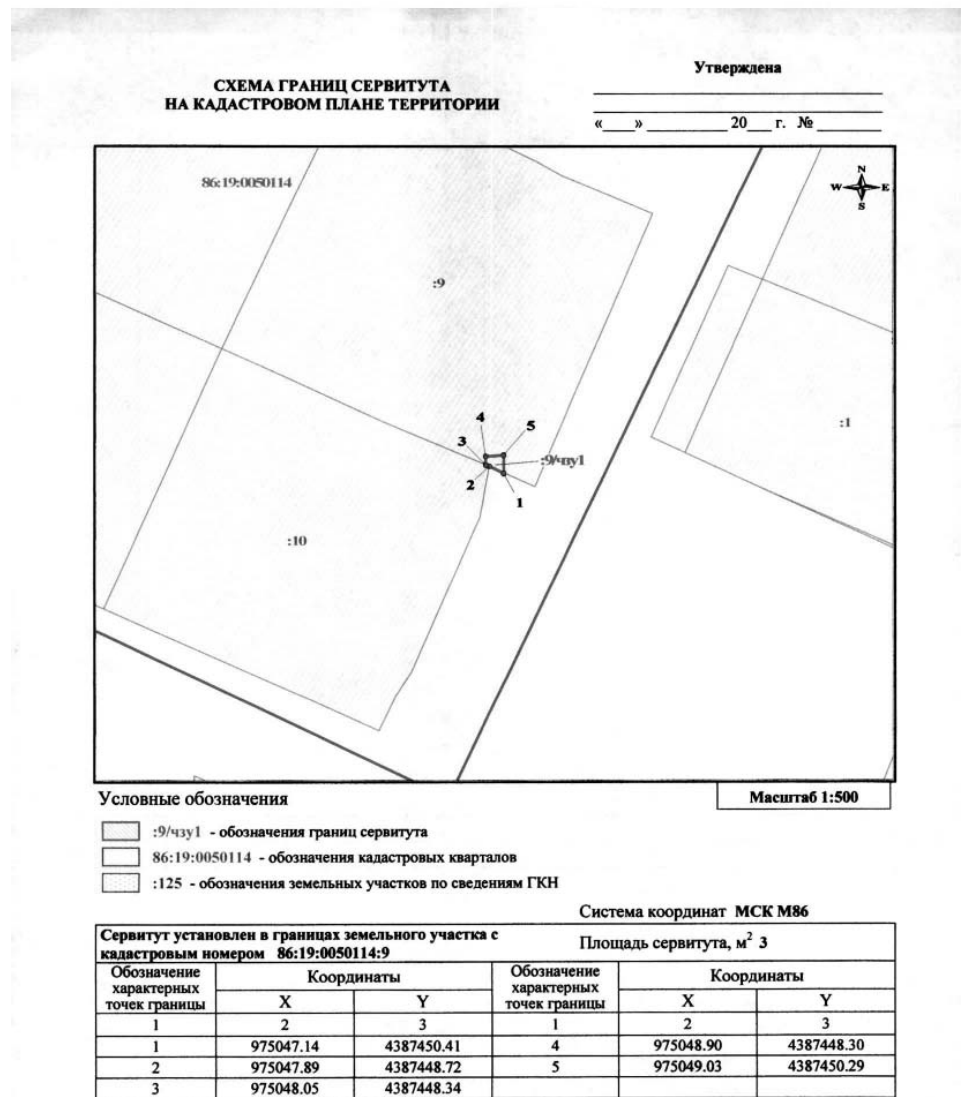 Утверждена
СХЕМА ГРАНИЦ СЕРВИТУТА
НА КАДАСТРОВОМ ПЛАНЕ ТЕРРИТОРИИ
«____» __________ 20___ г. № ________
86:19:0050114
N
W E
S
:9
4
5
3
:9/чзу1
2
1
:1
:10
Условные обозначения
Масштаб 1:500
:9/чзу1 - обозначения границ сервитута
86:19:0050114 - обозначения кадастровых кварталов
:125 - обозначения земельных участков по сведениям ГКН
Система координат МСК М86
Сервитут установлен в границах земельного участка с
кадастровым номером 86:19:0050114:9
Площадь сервитута, м² 3
Обозначение характерных точек границы Координаты Обозначение характерных точек границы Координаты
X Y X Y
1 2 3 1 2 3
1 975047.14 4387450.41 4 975048.90 4387448.30
2 975047.89 4387448.72 5 975049.03 4387450.29
3 975048.05 4387448.34